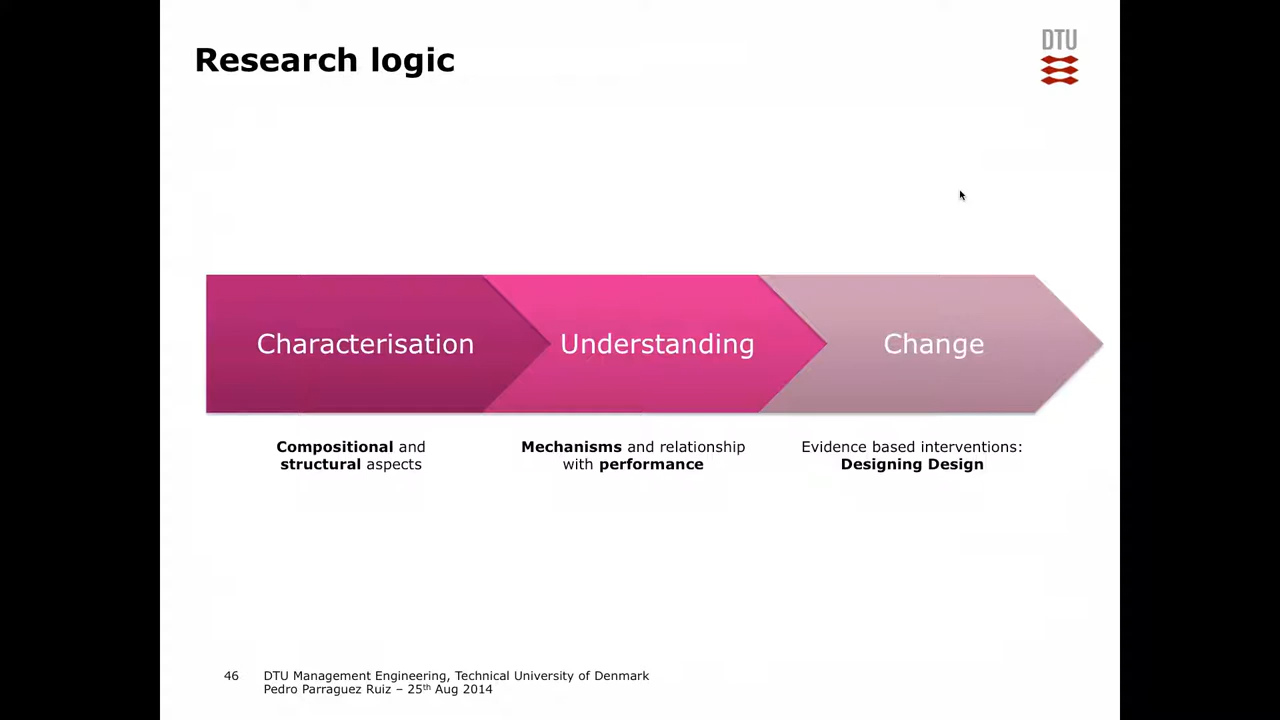 Research logic
DTU
Characterisation
Understanding
Change
Compositional and
structural aspects
Mechanisms and relationship
with performance
Evidence based interventions:
Designing Design
46
DTU Management Engineering, Technical University of Denmark
Pedro Parraguez Ruiz – 25th Aug 2014